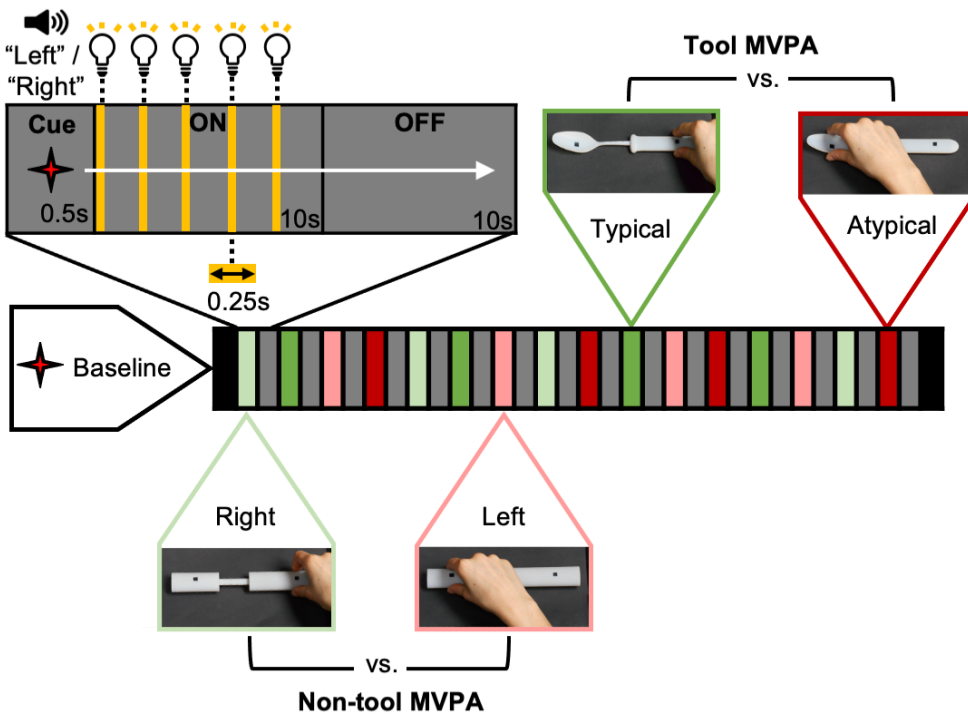 “Left” /
“Right”
Cue
ON
OFF
0.5s
10s
10s
0.25s
Tool MVPA
vs.
Typical
Atypical
Baseline
Right
Left
vs.
Non-tool MVPA